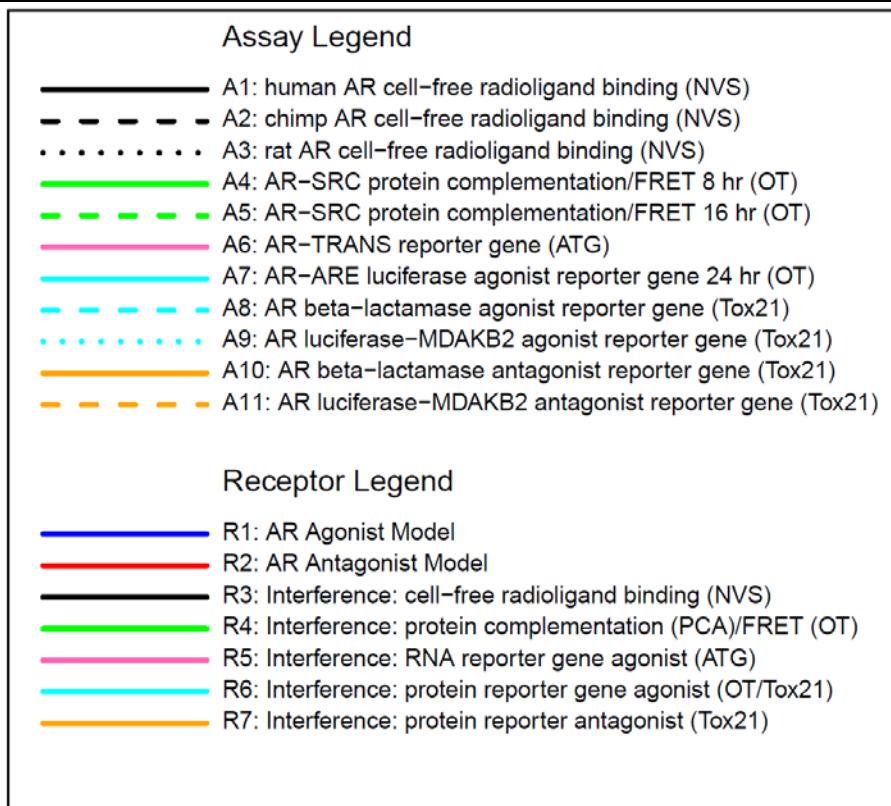 Assay Legend
A1: human AR cell−free radioligand binding (NVS)
A2: chimp AR cell−free radioligand binding (NVS)
A3: rat AR cell−free radioligand binding (NVS)
A4: AR−SRC protein complementation/FRET 8 hr (OT)
A5: AR−SRC protein complementation/FRET 16 hr (OT)
A6: AR−TRANS reporter gene (ATG)
A7: AR−ARE luciferase agonist reporter gene 24 hr (OT)
A8: AR beta−lactamase agonist reporter gene (Tox21)
A9: AR luciferase−MDAKB2 agonist reporter gene (Tox21)
A10: AR beta−lactamase antagonist reporter gene (Tox21)
A11: AR luciferase−MDAKB2 antagonist reporter gene (Tox21)
Receptor Legend
R1: AR Agonist Model
R2: AR Antagonist Model
R3: Interference: cell−free radioligand binding (NVS)
R4: Interference: protein complementation (PCA)/FRET (OT)
R5: Interference: RNA reporter gene agonist (ATG)
R6: Interference: protein reporter gene agonist (OT/Tox21)
R7: Interference: protein reporter antagonist (Tox21)